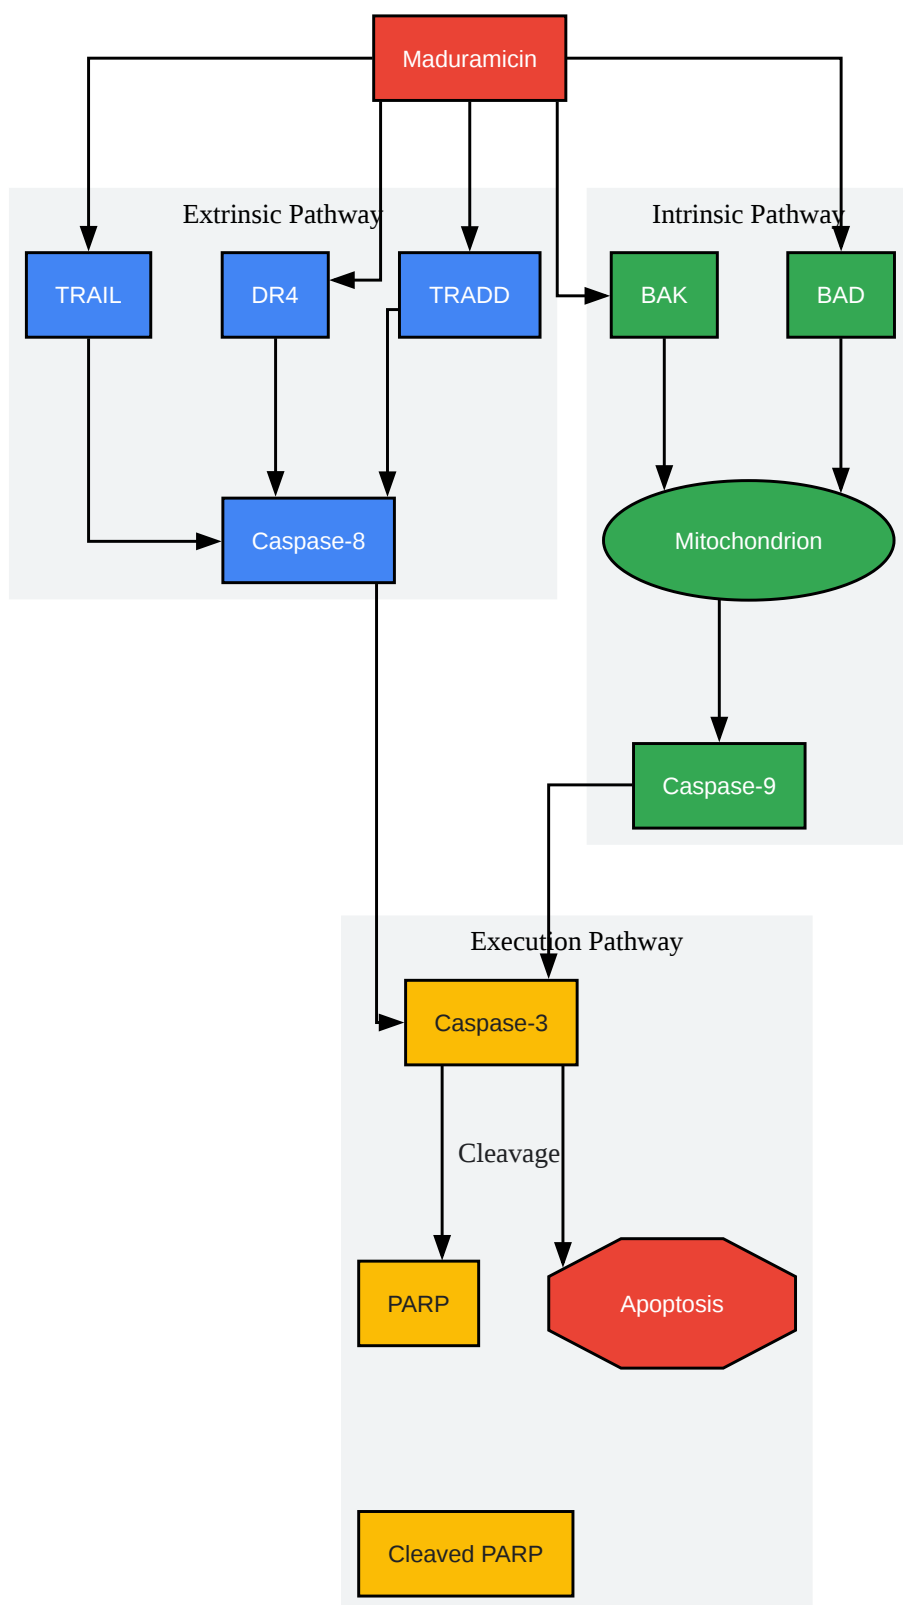 Maduramicin
Extrinsic Pathway
Intrinsic Pathway
TRAIL
DR4
TRADD
BAK
BAD
Caspase-8
Mitochondrion
Caspase-9
Execution Pathway
Caspase-3
Cleavage
PARP
Apoptosis
Cleaved PARP